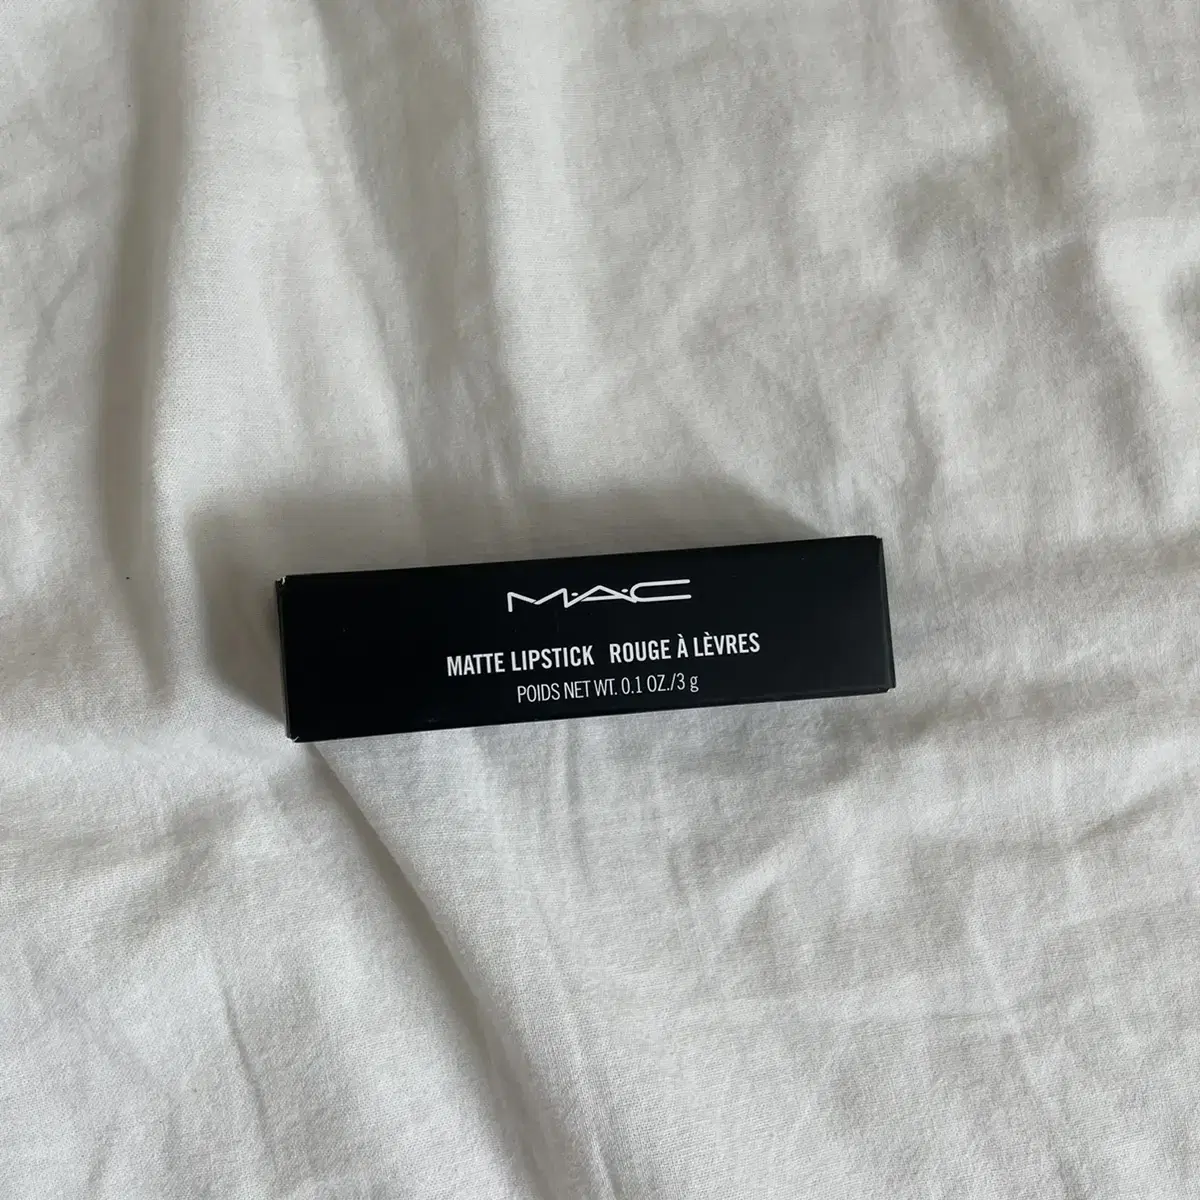 M·A·C
MATTE LIPSTICK ROUGE À LÈVRES
POIDS NET WT. 0.1 OZ./3 g